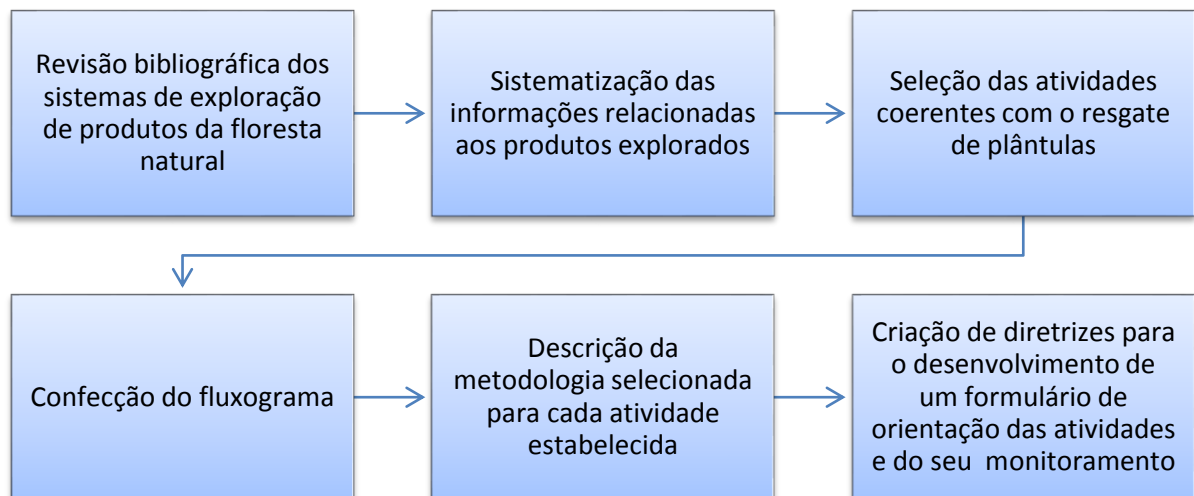 Revisão bibliográfica dos
sistemas de exploração
de produtos da floresta
natural
Sistematização das
informações relacionadas
aos produtos explorados
Seleção das atividades
coerentes com o resgate
de plântulas
Confecção do fluxograma
Descrição da
metodologia selecionada
para cada atividade
estabelecida
Criação de diretrizes para
o desenvolvimento de
um formulário de
orientação das atividades
e do seu monitoramento